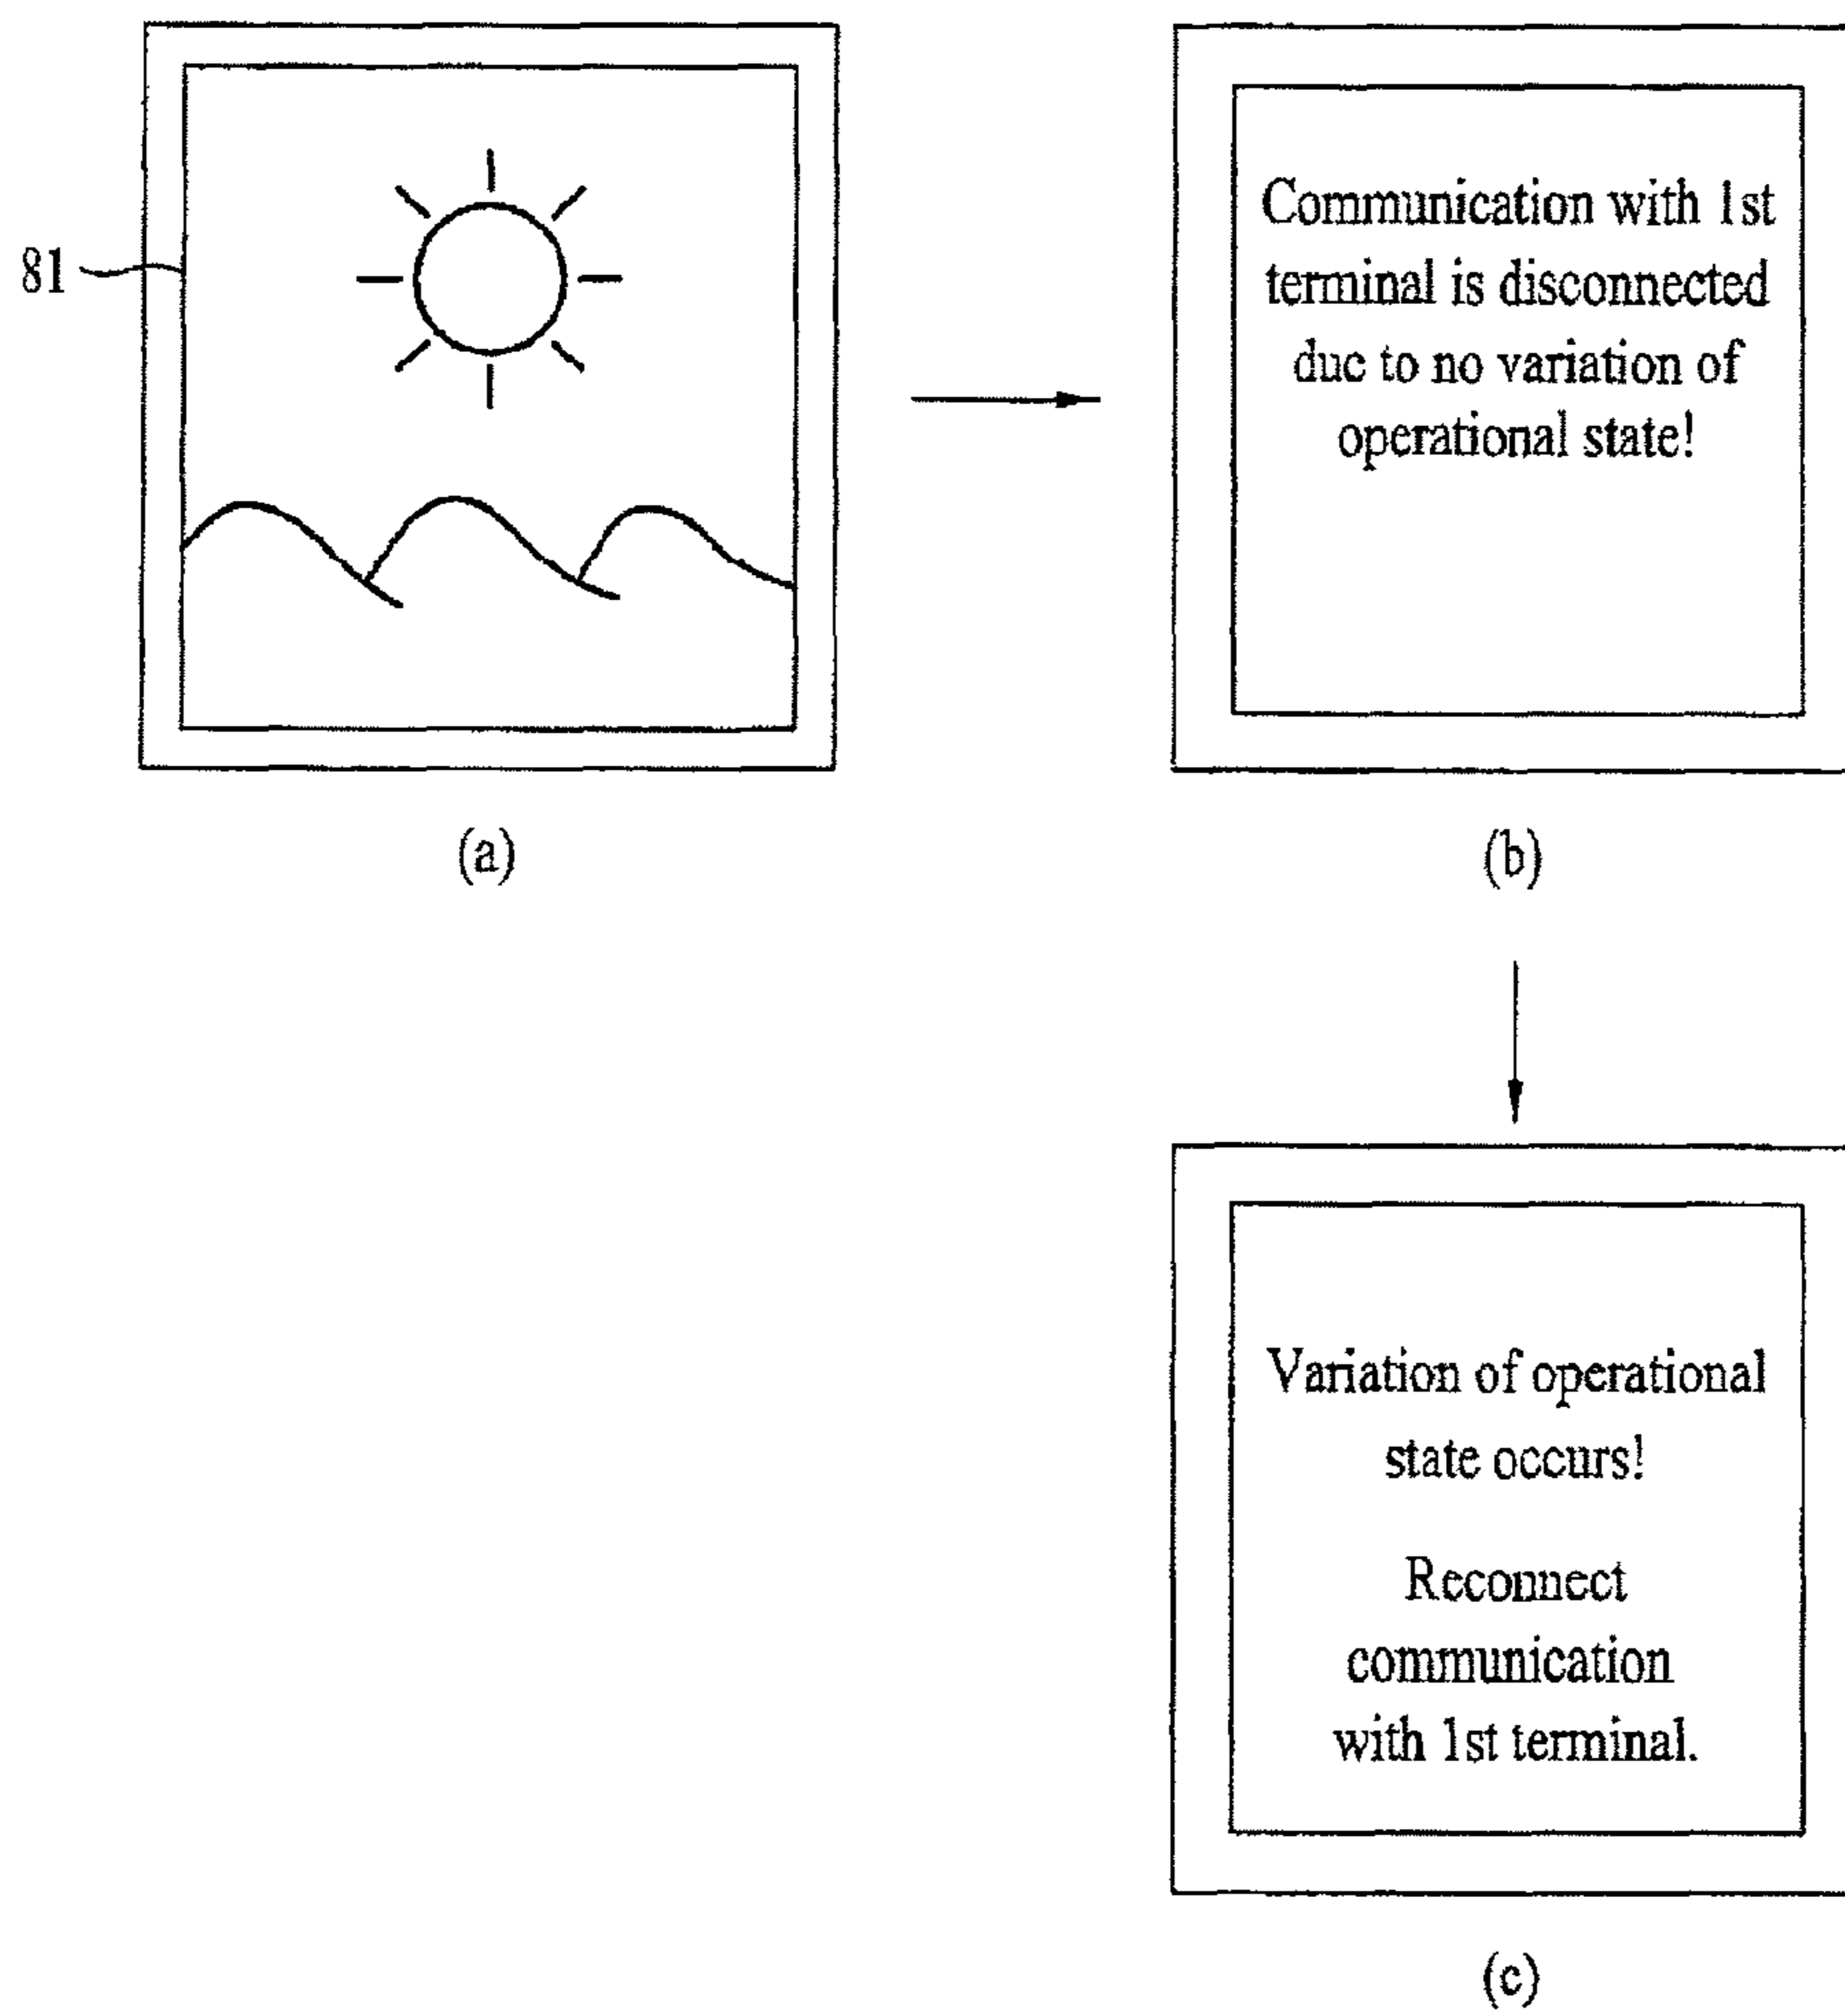 81
(a)
Communication with 1st
terminal is disconnected
due to no variation of
operational state!
(b)
Variation of operational
state occurs!
Reconnect
communication
with 1st terminal.
(c)